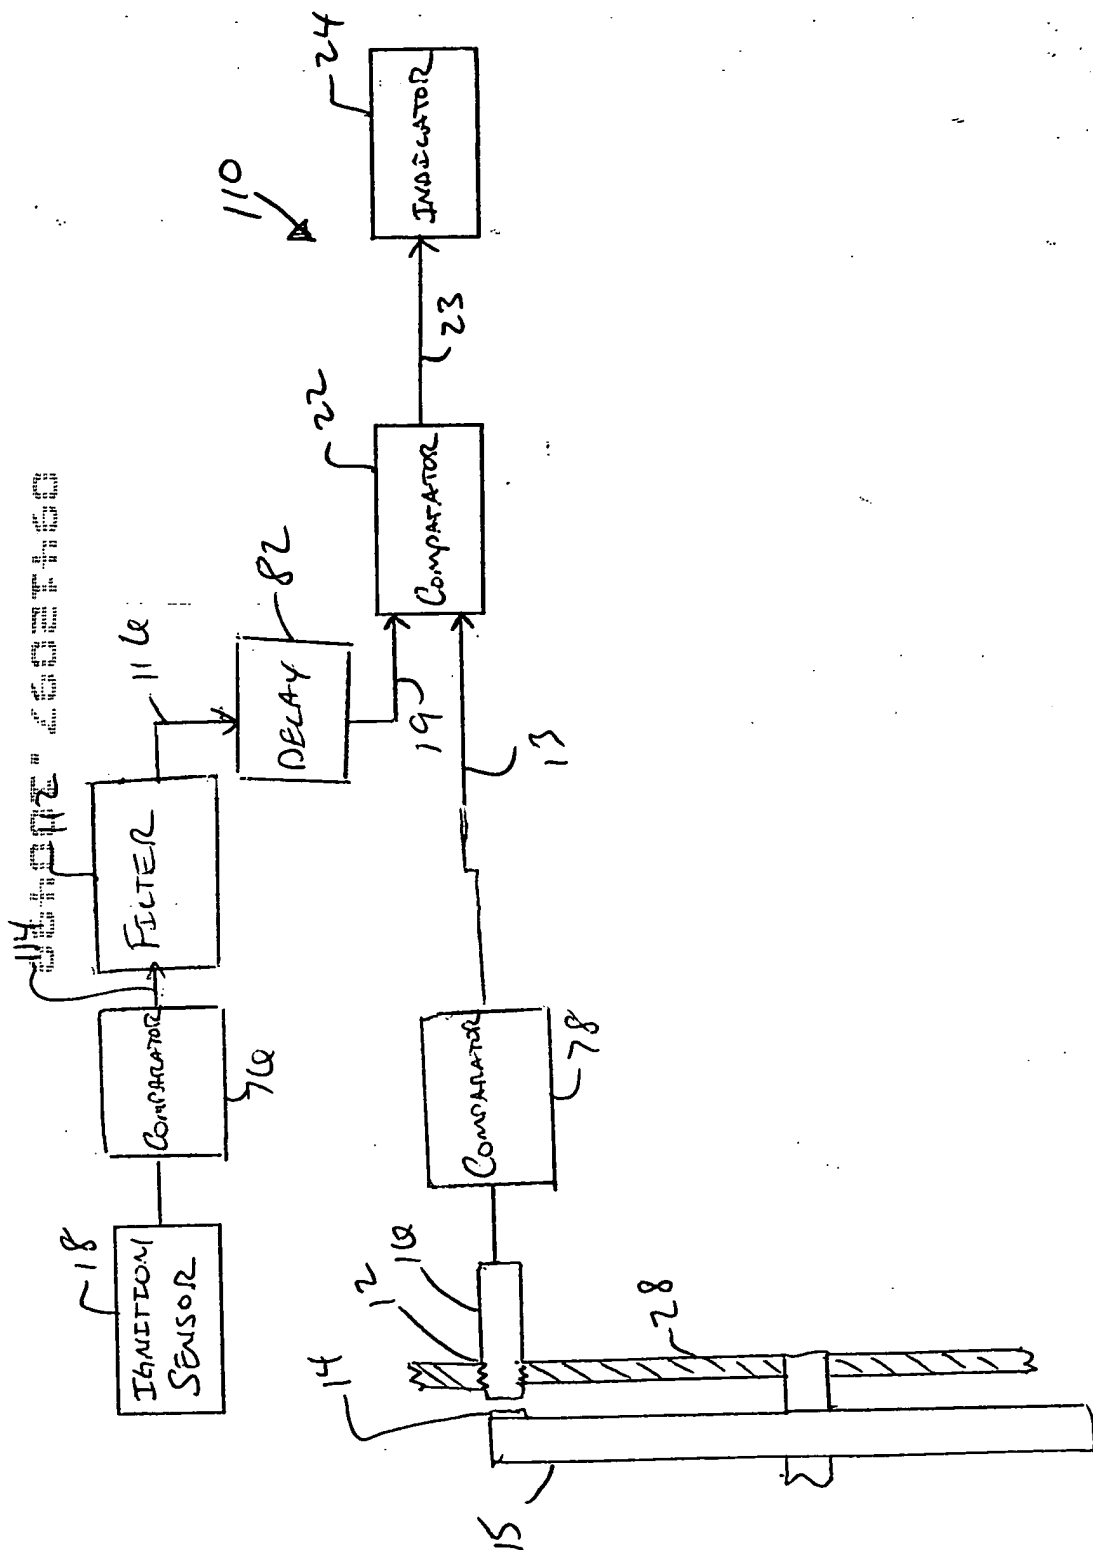 114
112
116
18
IGNITION
SENSOR
COMPARATOR
76
FILTER
DELAY
82
110
14
12
16
COMPARATOR
78
19
13
COMPATATOR
22
23
INDICATOR
24
15
28